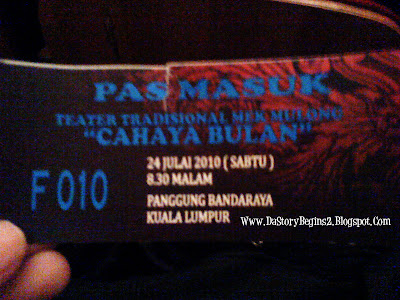 PAS MASUK
TEATER TRADISIONAL MEK MULONG
"CAHAYA BULAN"
24 JULAI 2010 ( SABTU )
8.30 MALAM
F 010
PANGGUNG BANDARAYA
KUALA LUMPUR
Www.DaStoryBegins2.Blogspot.Com